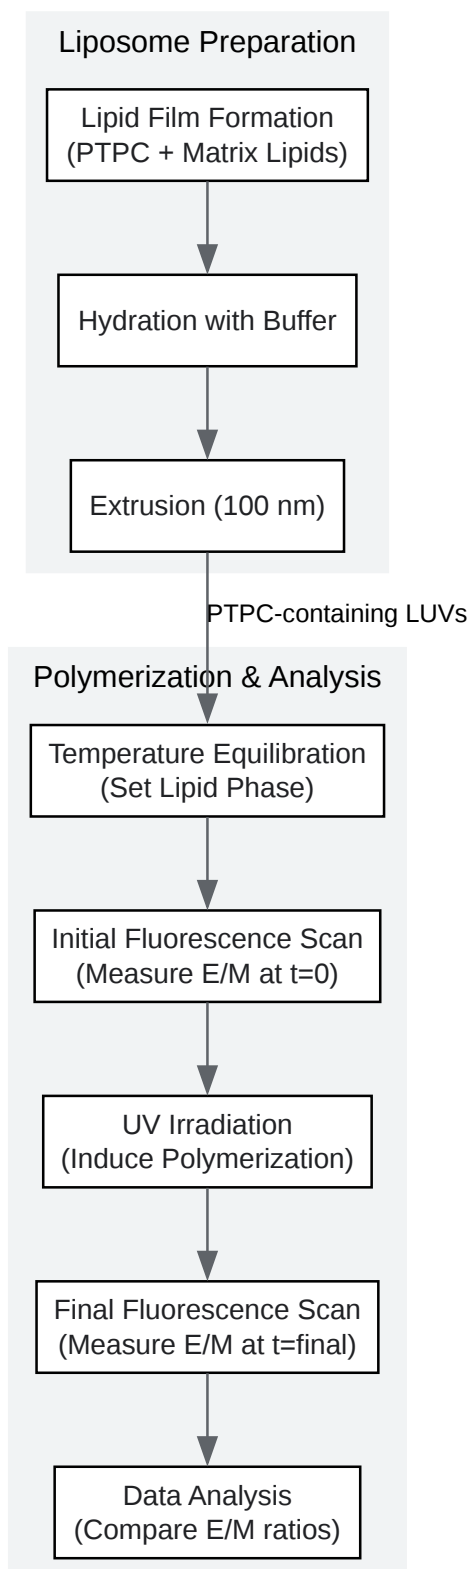 Liposome Preparation
Lipid Film Formation
(PTPC + Matrix Lipids)
Hydration with Buffer
Extrusion (100 nm)
PTPC-containing LUVs
Polymerization & Analysis
Temperature Equilibration
(Set Lipid Phase)
Initial Fluorescence Scan
(Measure E/M at t=0)
UV Irradiation
(Induce Polymerization)
Final Fluorescence Scan
(Measure E/M at t=final)
Data Analysis
(Compare E/M ratios)